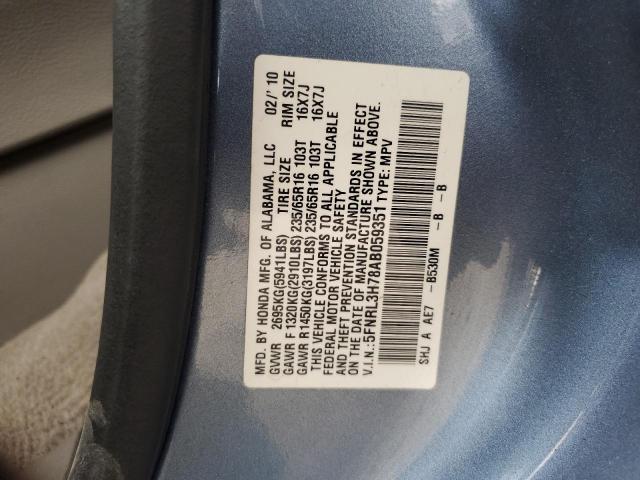 MFD. BY HONDA MFG. OF ALABAMA, LLC 02/'10
GVWR 2695KG(5941LBS) TIRE SIZE RIM SIZE
GAWR F 1320KG(2910LBS) 235/65R16 103T 16X7J
GAWR R1450KG(3197LBS) 235/65R16 103T 16X7J
THIS VEHICLE CONFORMS TO ALL APPLICABLE
FEDERAL MOTOR VEHICLE SAFETY
AND THEFT PREVENTION STANDARDS IN EFFECT
ON THE DATE OF MANUFACTURE SHOWN ABOVE.
V.I.N.:5FNRL3H78AB059351 TYPE: MPV
SHJ A AE7 -B530M -B -B